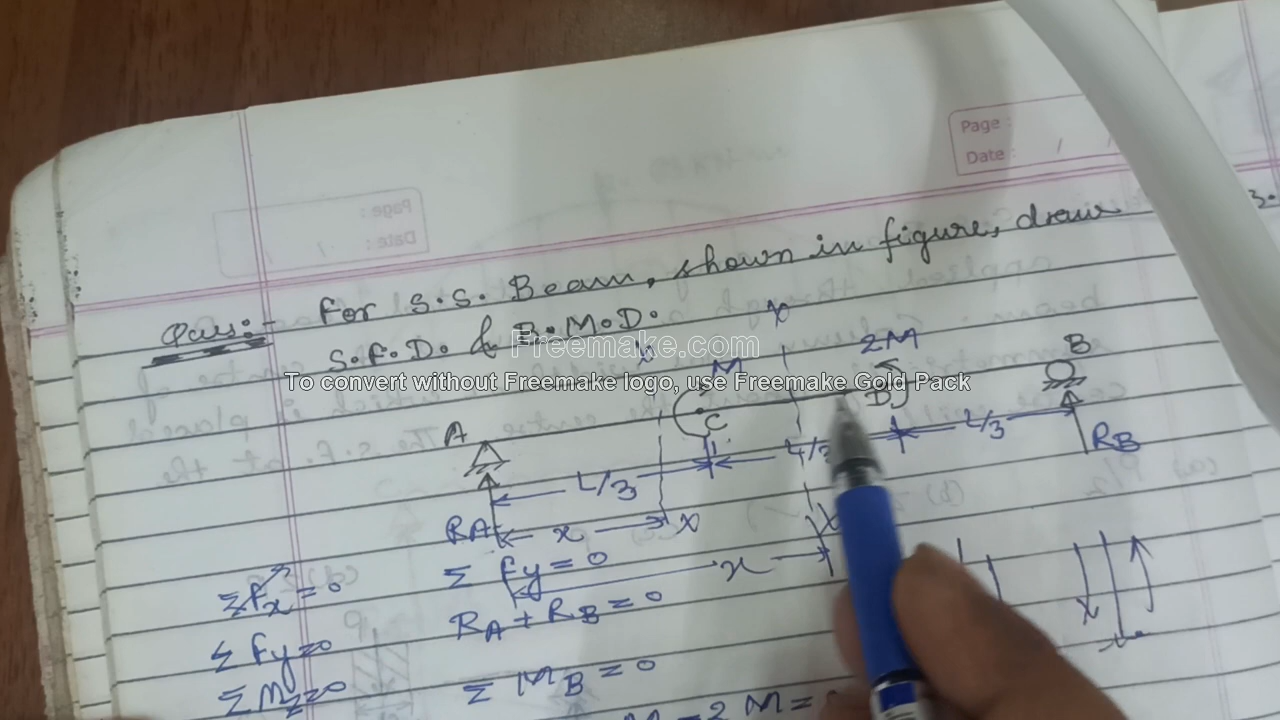 Page :
Date : / /
Ques:- For S.S. Beam, shown in figure, draw
S.F.D. & B.M.D.
Freemake.com
To convert without Freemake logo, use Freemake Gold Pack
x
x
M
2M
B
A
C
D
L/3
L/3
L/3
RB
RA
x
x
x
x
ΣFx = 0
ΣFy = 0
RA + RB = 0
ΣFy = 0
ΣMz = 0
ΣMB = 0
M - 2M =